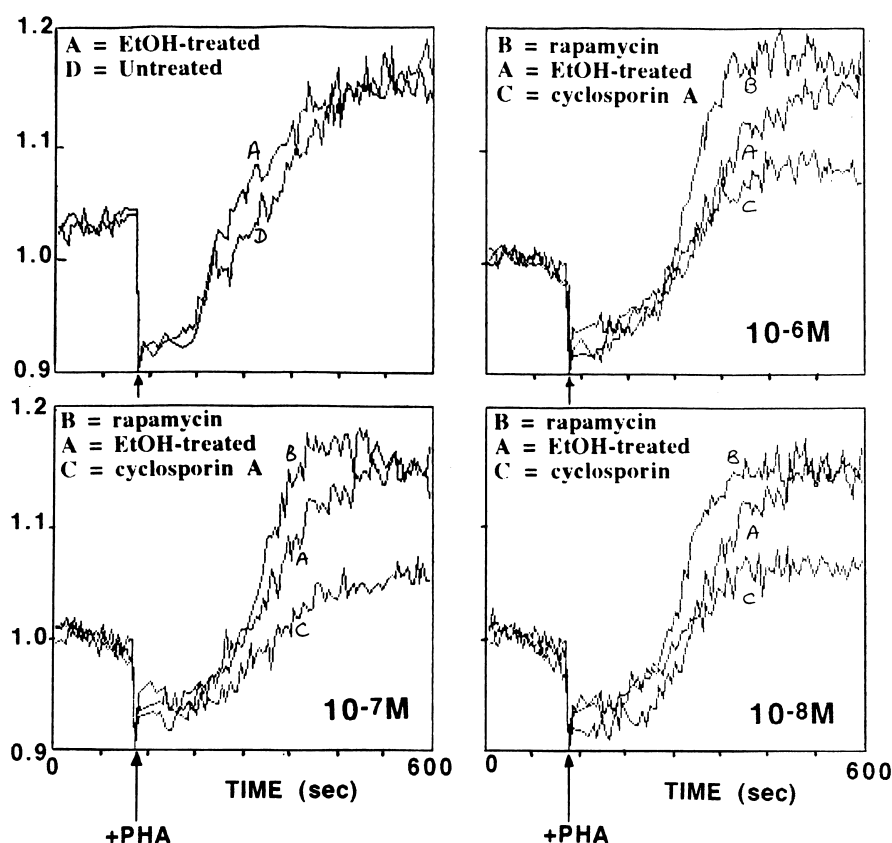 1.2
A = EtOH-treated
D = Untreated
A
D
1.1
1.0
0.9
B = rapamycin
A = EtOH-treated
C = cyclosporin A
B
A
C
10-6M
1.2
B = rapamycin
A = EtOH-treated
C = cyclosporin A
B
A
C
1.1
1.0
0.9
10-7M
600
TIME (sec)
+PHA
B = rapamycin
A = EtOH-treated
C = cyclosporin
B
A
C
10-8M
0
600
TIME (sec)
+PHA